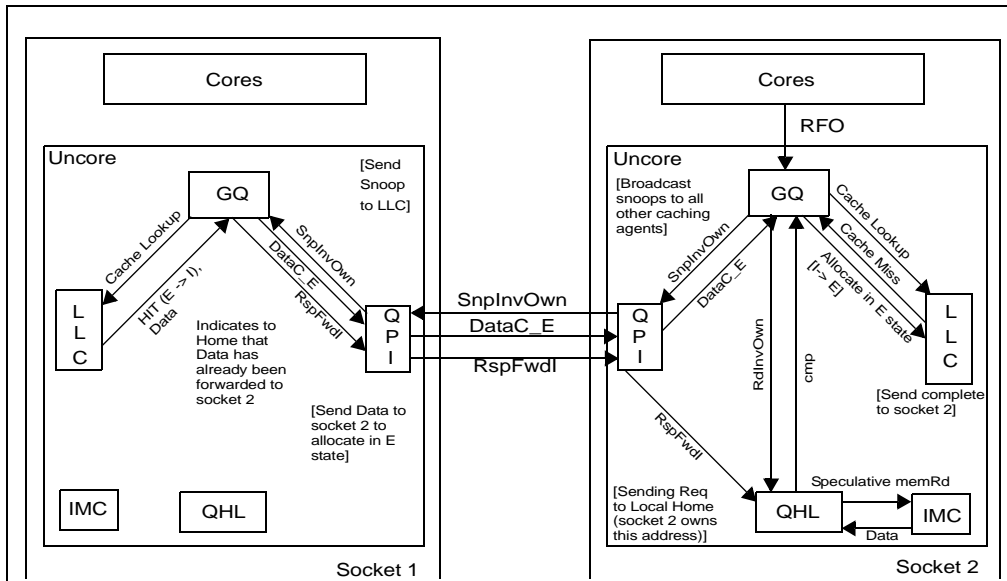 Cores
Uncore
[Send
Snoop
to LLC]
GQ
Cache Lookup
HIT (E -> I),
Data
SnpInvOwn
DataC_E
RspFwdI
L
L
C
Q
P
I
Indicates to
Home that
Data has
already been
forwarded to
socket 2
[Send Data to
socket 2 to
allocate in E
state]
IMC
QHL
Socket 1
SnpInvOwn
DataC_E
RspFwdI
Cores
RFO
Uncore
[Broadcast
snoops to all
other caching
agents]
GQ
SnpInvOwn
DataC_E
Cache Lookup
Cache Miss
Allocate in E state
[I-> E]
Q
P
I
L
L
C
RdInvOwn
cmp
[Send complete
to socket 2]
RspFwdI
[Sending Req
to Local Home
(socket 2 owns
this address)]
Speculative memRd
QHL
IMC
Data
Socket 2